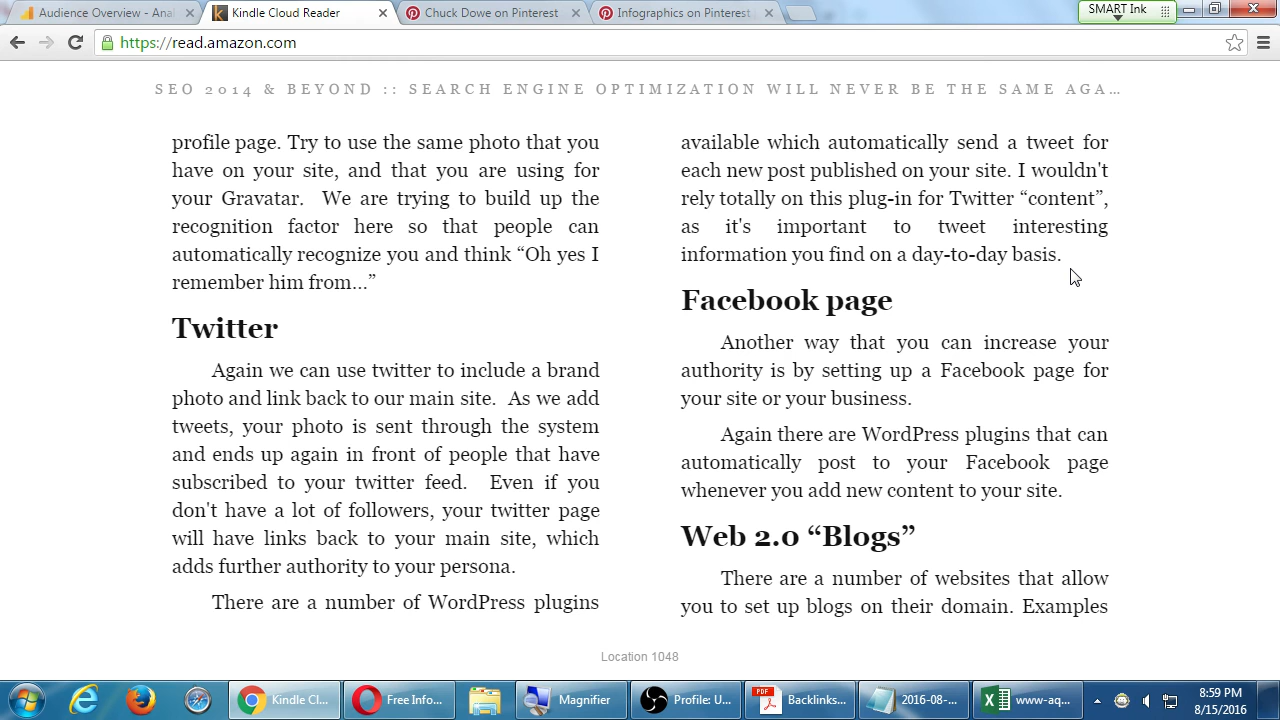 Audience Overview - Anal
Kindle Cloud Reader
Chuck Dowe on Pinterest
Infographics on Pinterest
SMART Ink
https://read.amazon.com
SEO 2014 & BEYOND :: SEARCH ENGINE OPTIMIZATION WILL NEVER BE THE SAME AGA…
profile page. Try to use the same photo that you
have on your site, and that you are using for
your Gravatar. We are trying to build up the
recognition factor here so that people can
automatically recognize you and think “Oh yes I
remember him from…”
Twitter
Again we can use twitter to include a brand
photo and link back to our main site. As we add
tweets, your photo is sent through the system
and ends up again in front of people that have
subscribed to your twitter feed. Even if you
don't have a lot of followers, your twitter page
will have links back to your main site, which
adds further authority to your persona.
There are a number of WordPress plugins
available which automatically send a tweet for
each new post published on your site. I wouldn't
rely totally on this plug-in for Twitter “content”,
as it's important to tweet interesting
information you find on a day-to-day basis.
Facebook page
Another way that you can increase your
authority is by setting up a Facebook page for
your site or your business.
Again there are WordPress plugins that can
automatically post to your Facebook page
whenever you add new content to your site.
Web 2.0 “Blogs”
There are a number of websites that allow
you to set up blogs on their domain. Examples
Location 1048
Kindle Cl...
Free Info...
Magnifier
Profile: U...
PDF
Backlinks...
2016-08-...
www-aq...
8:59 PM
8/15/2016